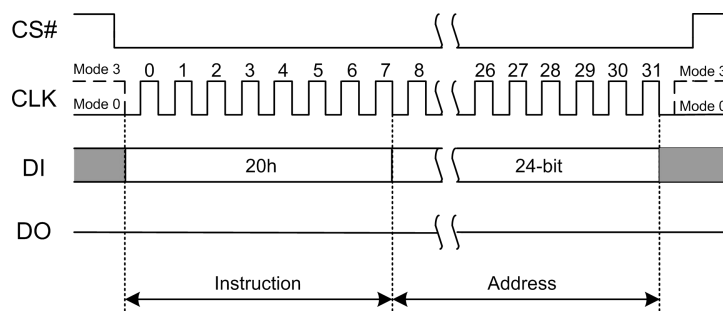 CS#
Mode 3 0 1 2 3 4 5 6 7 8 26 27 28 29 30 31 Mode 3
CLK
Mode 0 Mode 0
DI 20h 24-bit
DO
Instruction Address